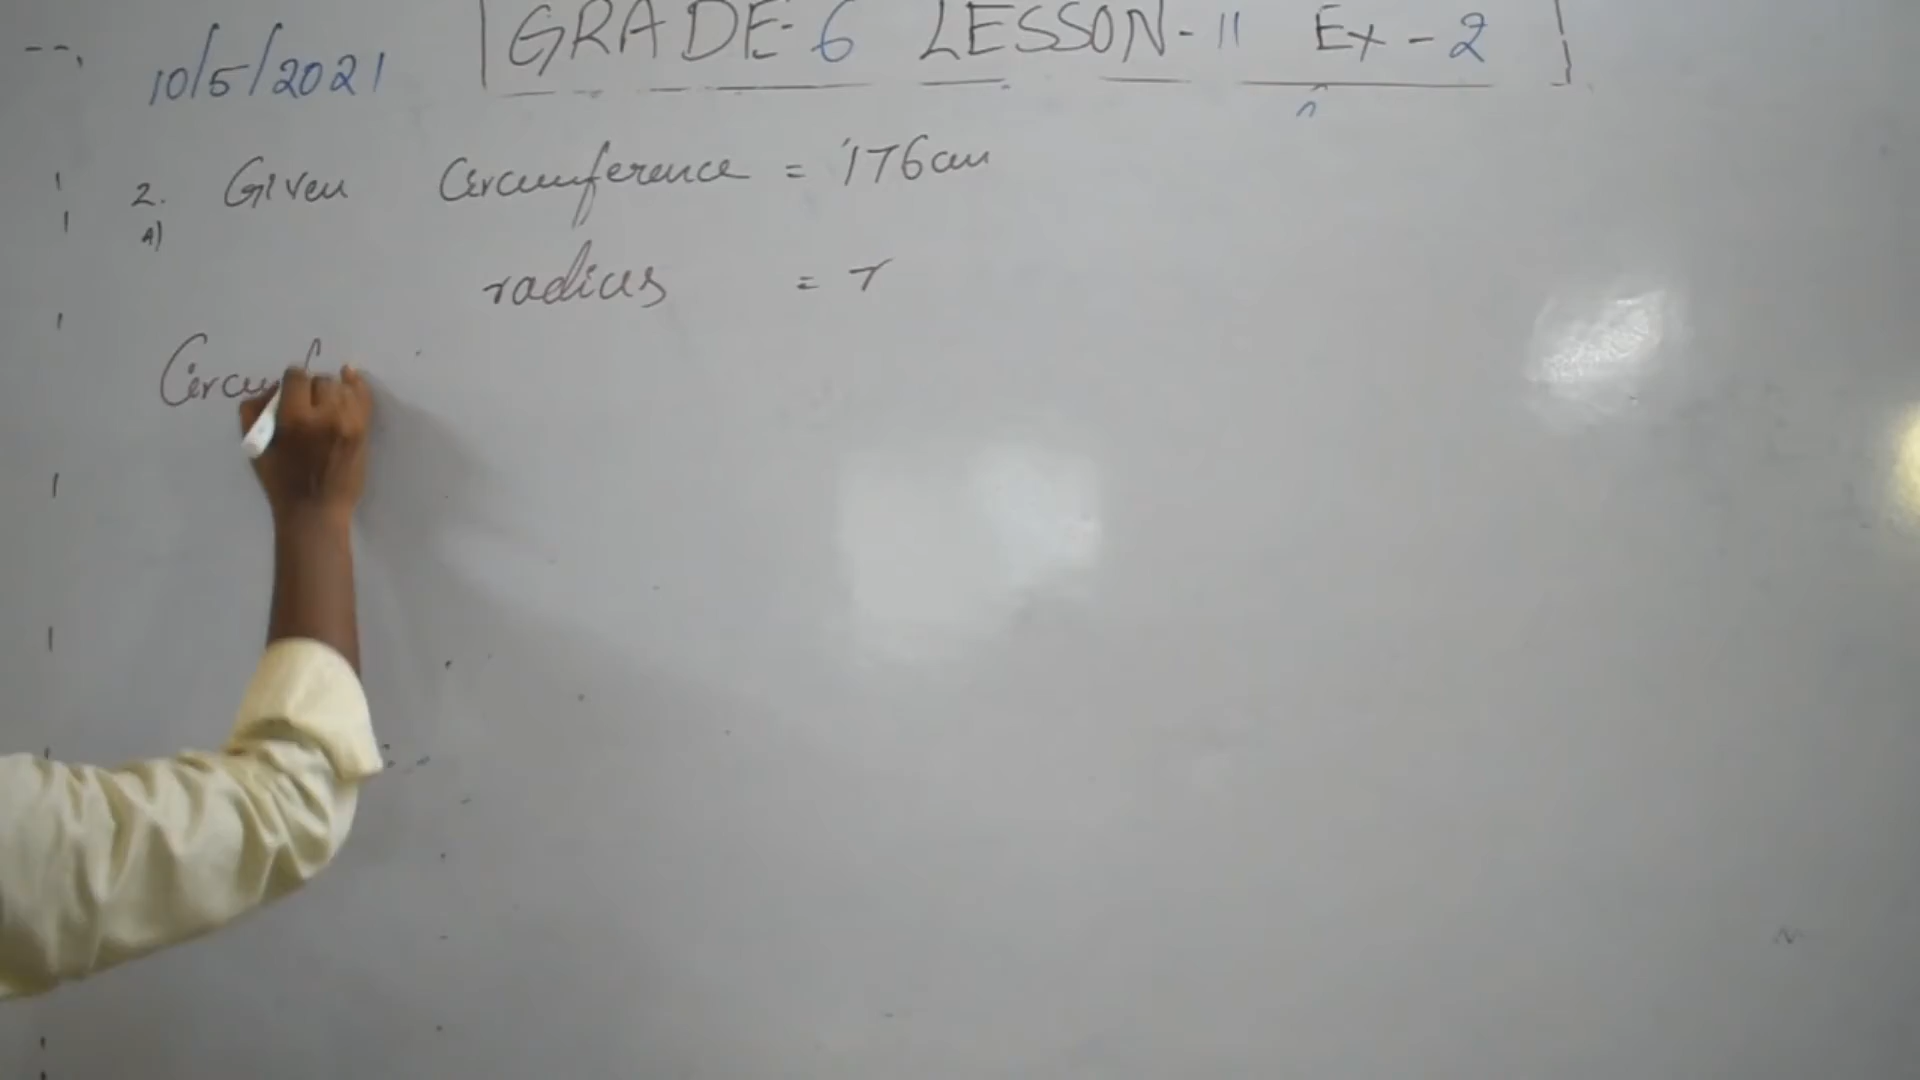 10/5/2021 GRADE-6 LESSON-11 Ex-2
2. Given Circumference = 176cm
A)
radius = r
Circumf